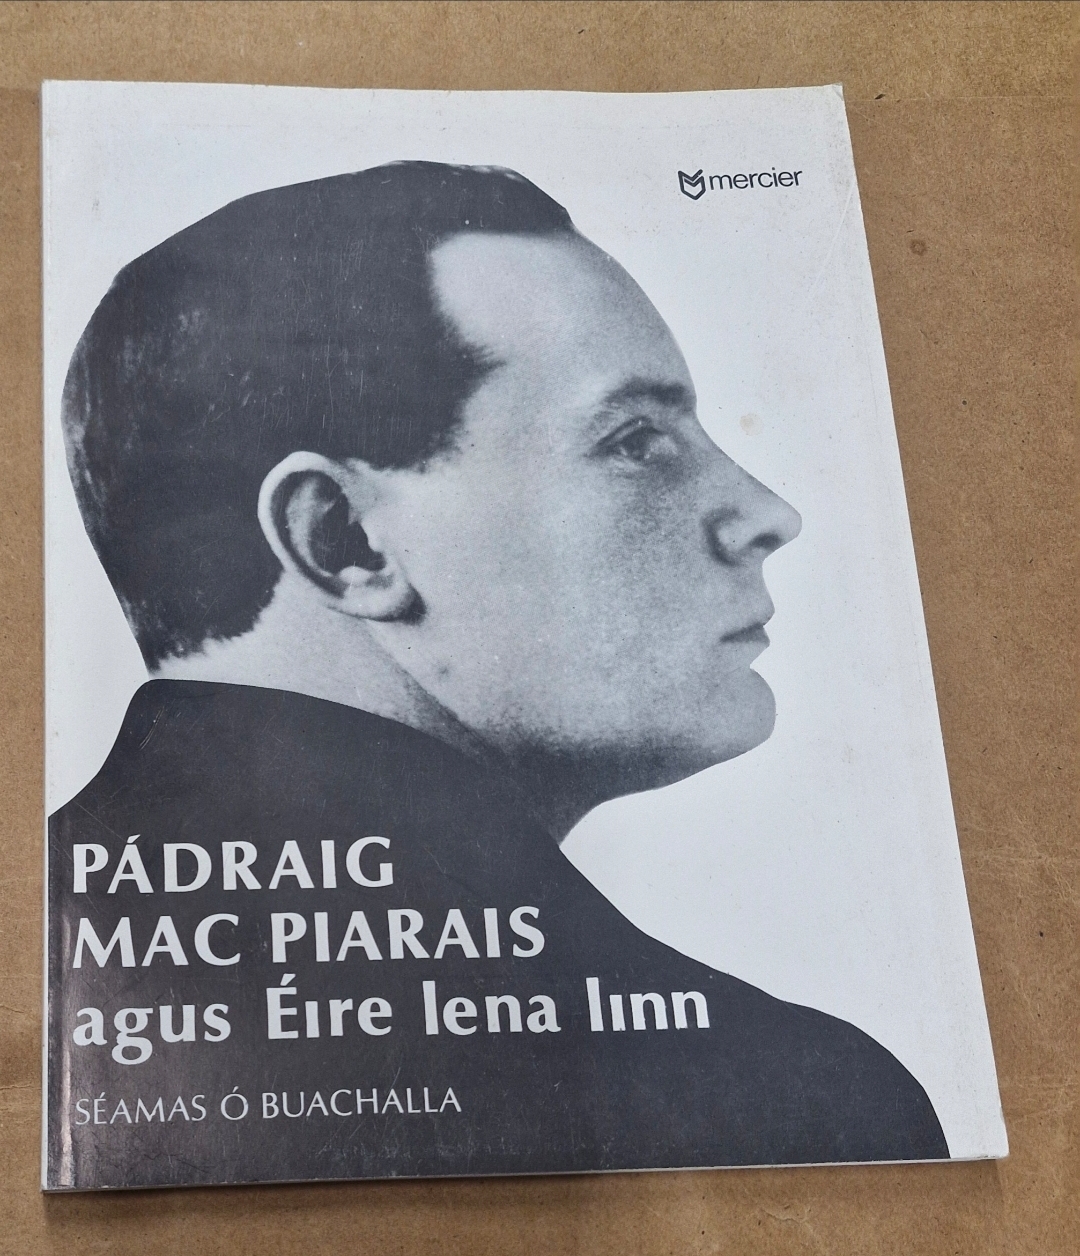 mercier
PÁDRAIG
MAC PIARAIS
agus Éıre lena lınn
SÉAMAS Ó BUACHALLA